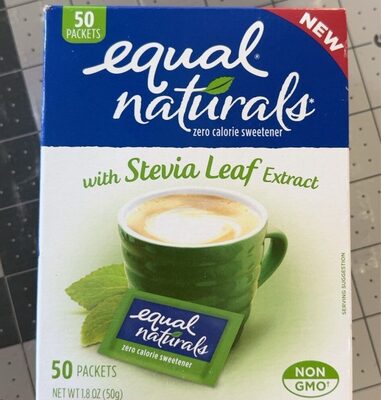 50
PACKETS
NEW
equal®
naturals*
zero calorie sweetener
with Stevia Leaf Extract
SERVING SUGGESTION
equal
naturals
zero calorie sweetener
50 PACKETS
NET WT 1.8 OZ (50g)
NON
GMO†